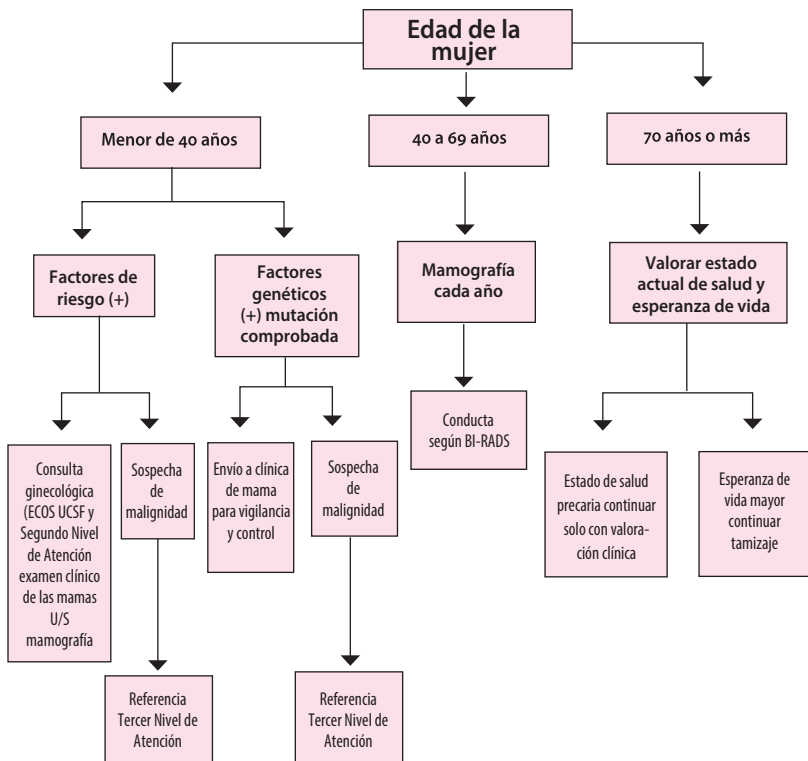 Edad de la
mujer
Menor de 40 años
40 a 69 años
70 años o más
Factores de
riesgo (+)
Factores
genéticos
(+) mutación
comprobada
Mamografía
cada año
Valorar estado
actual de salud y
esperanza de vida
Consulta
ginecológica
(ECOS UCSF y
Segundo Nivel
de Atención
examen clínico
de las mamas
U/S
mamografía
Sospecha
de
malignidad
Envío a clínica
de mama
para vigilancia
y control
Sospecha
de
malignidad
Conducta
según BI-RADS
Estado de salud
precaria continuar
solo con valora-
ción clínica
Esperanza de
vida mayor
continuar
tamizaje
Referencia
Tercer Nivel de
Atención
Referencia
Tercer Nivel de
Atención